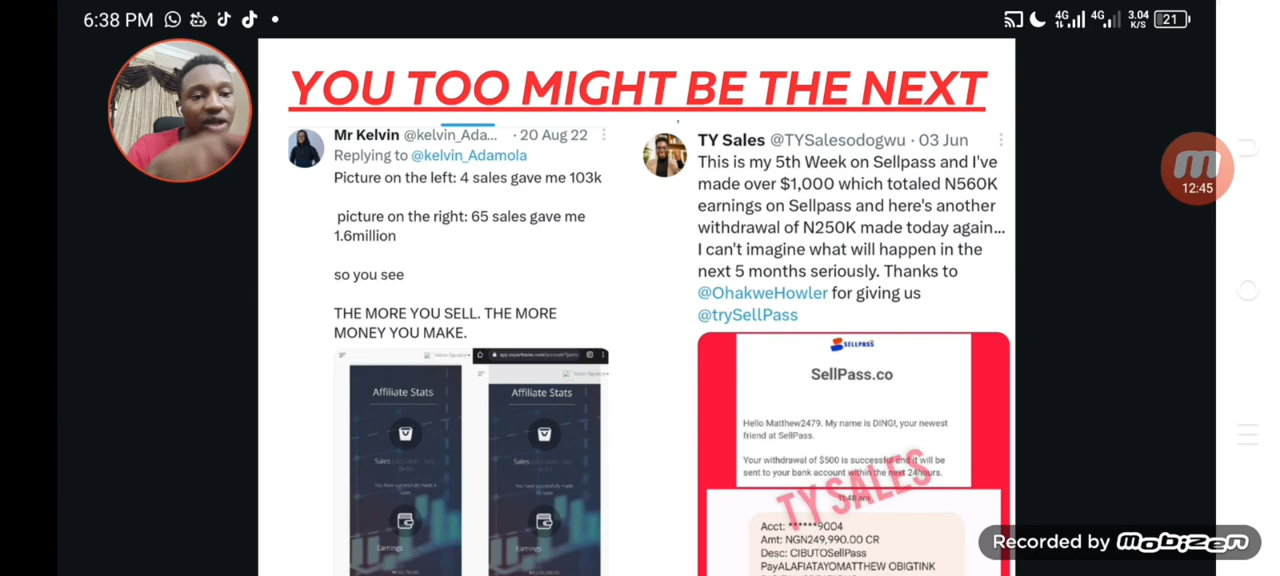 6:38 PM
4G 4G 3.04 K/S 21
YOU TOO MIGHT BE THE NEXT
Mr Kelvin @kelvin_Ada... · 20 Aug 22
Replying to @kelvin_Adamola
Picture on the left: 4 sales gave me 103k
picture on the right: 65 sales gave me
1.6million
so you see
THE MORE YOU SELL. THE MORE
MONEY YOU MAKE.
Affiliate Stats
Sales
Earnings
Affiliate Stats
Sales
Earnings
TY Sales @TYSalesodogwu · 03 Jun
This is my 5th Week on Sellpass and I've
made over $1,000 which totaled N560K
earnings on Sellpass and here's another
withdrawal of N250K made today again...
I can't imagine what will happen in the
next 5 months seriously. Thanks to
@OhakweHowler for giving us
@trySellPass
SELLPASS
SellPass.co
Hello Matthew2479. My name is DINGI, your newest
friend at SellPass.
Your withdrawal of $500 is successful and it will be
sent to your bank account within the next 24hours.
TY SALES
11:48 am
Acct: ******9004
Amt: NGN249,990.00 CR
Desc: CIBUTOSellPass
PayALAFIATAYOMATTHEW OBIGTINK
12:45
Recorded by mobizen